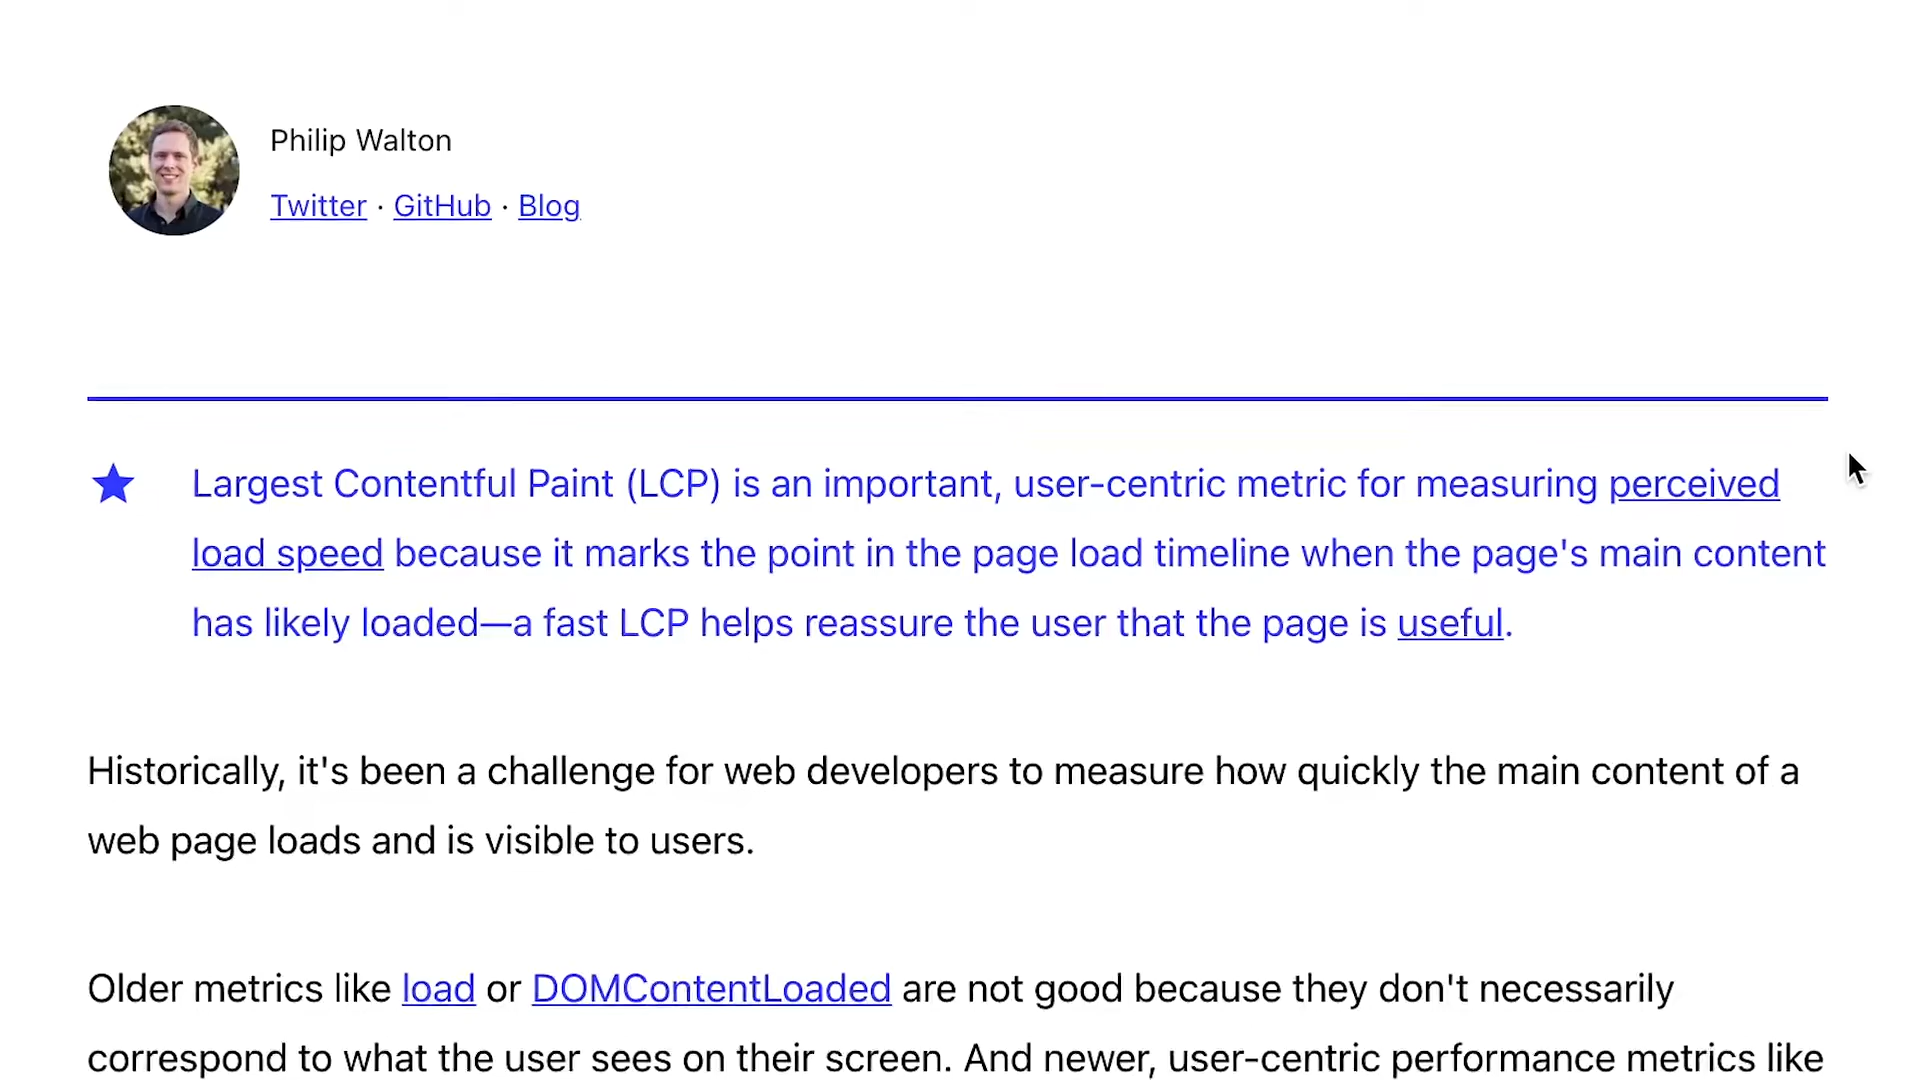 Philip Walton
Twitter · GitHub · Blog
Largest Contentful Paint (LCP) is an important, user-centric metric for measuring perceived
load speed because it marks the point in the page load timeline when the page's main content
has likely loaded—a fast LCP helps reassure the user that the page is useful.
Historically, it's been a challenge for web developers to measure how quickly the main content of a
web page loads and is visible to users.
Older metrics like load or DOMContentLoaded are not good because they don't necessarily
correspond to what the user sees on their screen. And newer, user-centric performance metrics like